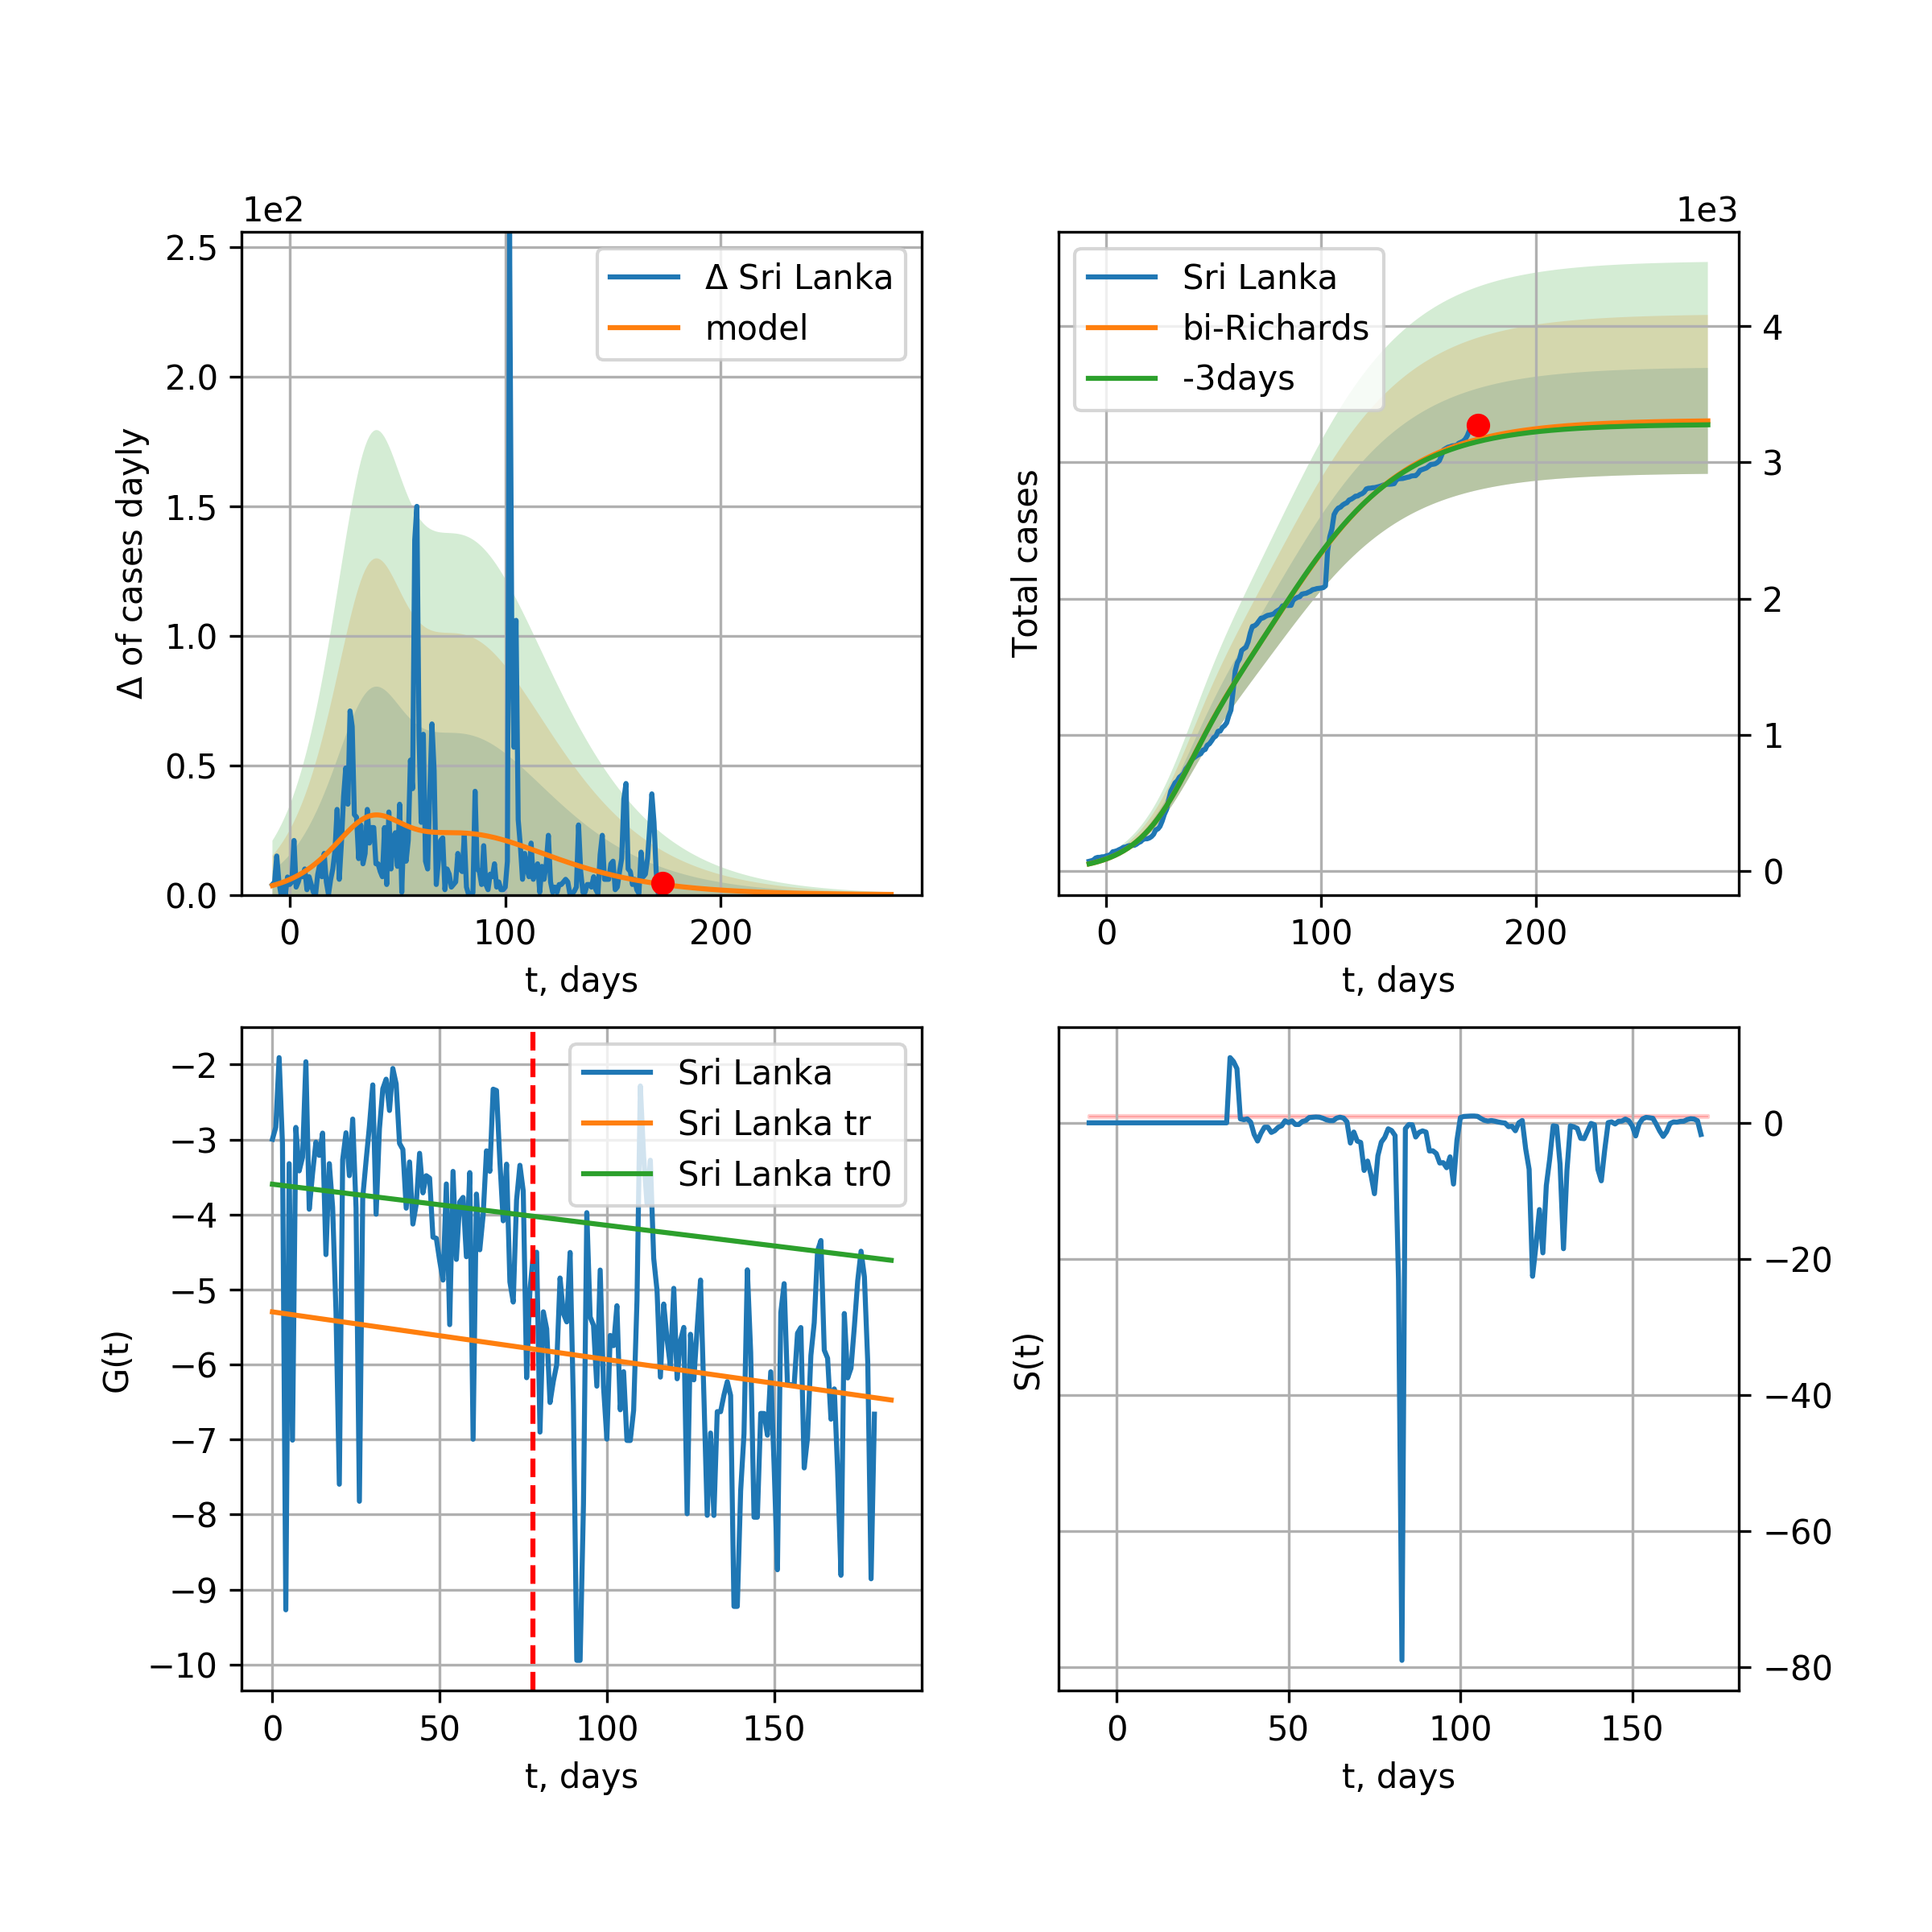 1e2
2.5
2.0
1.5
1.0
0.5
0.0
Δ of cases dayly
Δ Sri Lanka
model
0
100
200
t, days
1e3
Total cases
Sri Lanka
bi-Richards
-3days
4
3
2
1
0
0
100
200
t, days
−2
−3
−4
−5
−6
−7
−8
−9
−10
G(t)
Sri Lanka
Sri Lanka tr
Sri Lanka tr0
0
50
100
150
t, days
S(t)
0
−20
−40
−60
−80
0
50
100
150
t, days